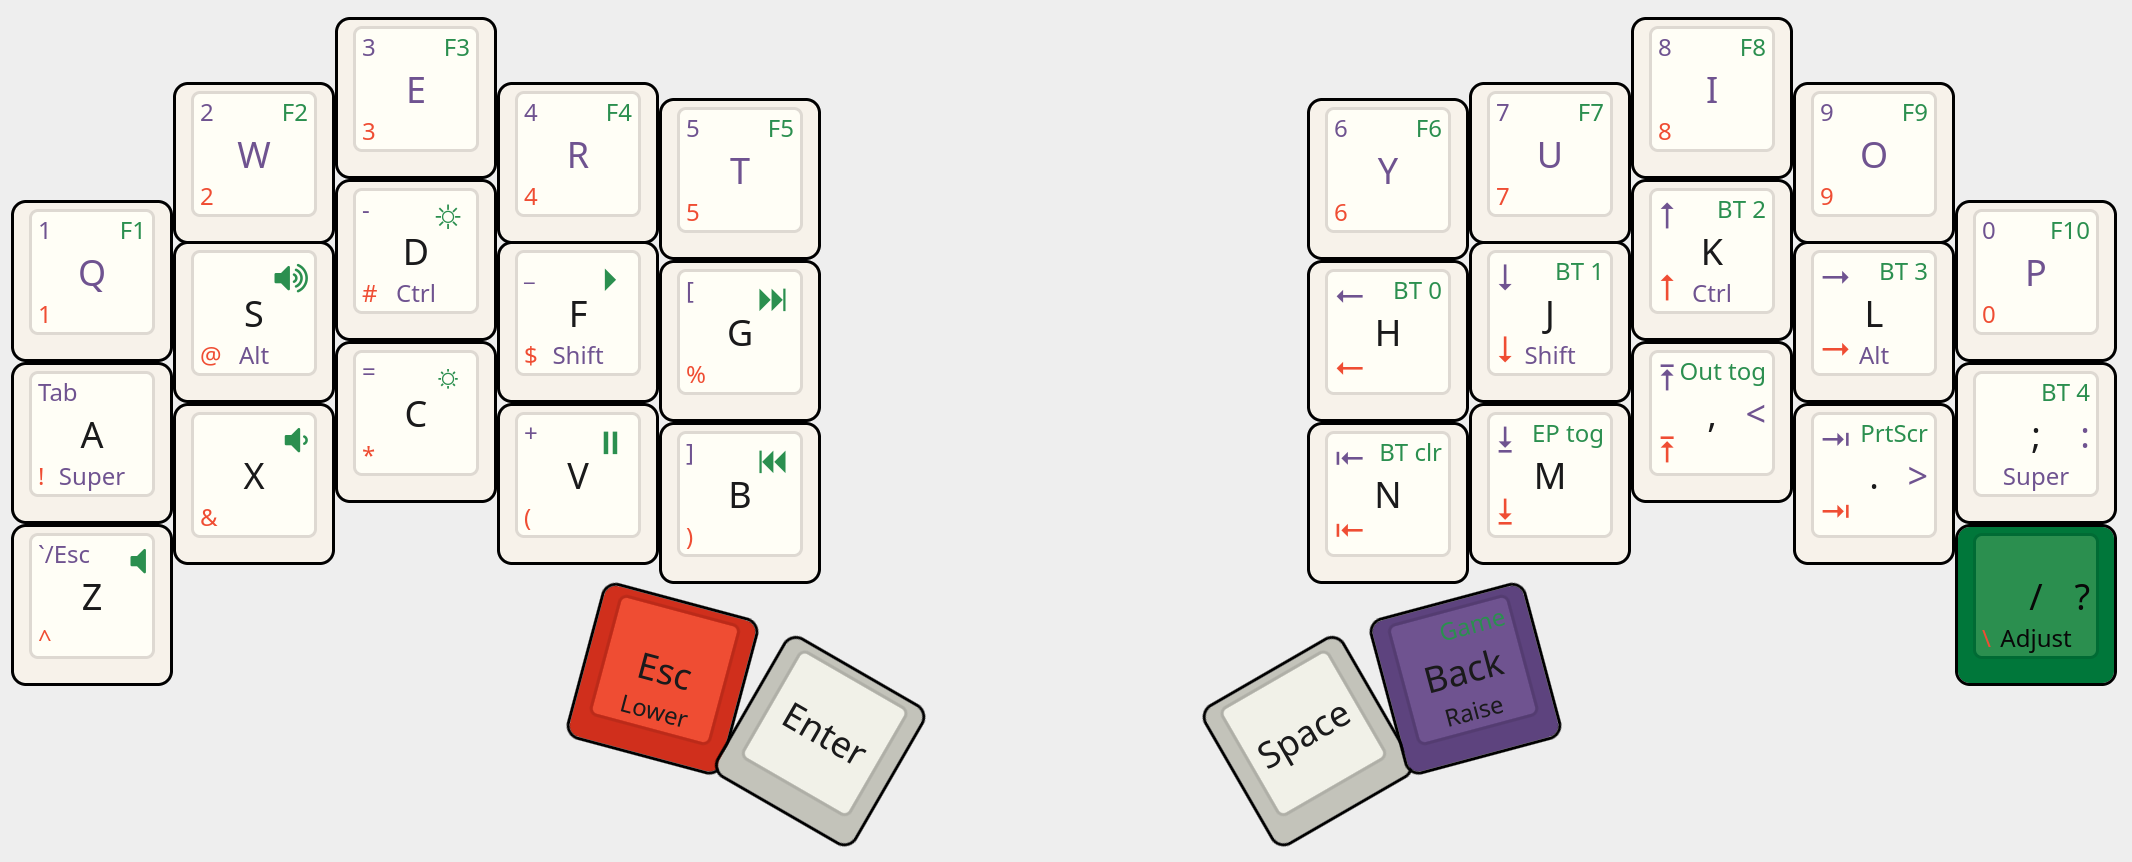 3 F3
E
3
8 F8
I
8
2 F2
W
2
4 F4
R
4
5 F5
T
5
6 F6
Y
6
7 F7
U
7
9 F9
O
9
1 F1
Q
1
S
@ Alt
-
D
# Ctrl
_
F
$ Shift
[
G
%
← BT 0
H
←
↓ BT 1
J
↓ Shift
↑ BT 2
K
↑ Ctrl
→ BT 3
L
→ Alt
0 F10
P
0
Tab
A
! Super
X
&
=
C
*
+
V
(
]
B
)
⇤ BT clr
N
⇤
⤓ EP tog
M
⤓
⤒ Out tog
, <
⤒
⇥ PrtScr
. >
⇥
BT 4
; :
Super
`/Esc
Z
^
/ ?
\ Adjust
Esc
Lower
Enter
Space
Game
Back
Raise